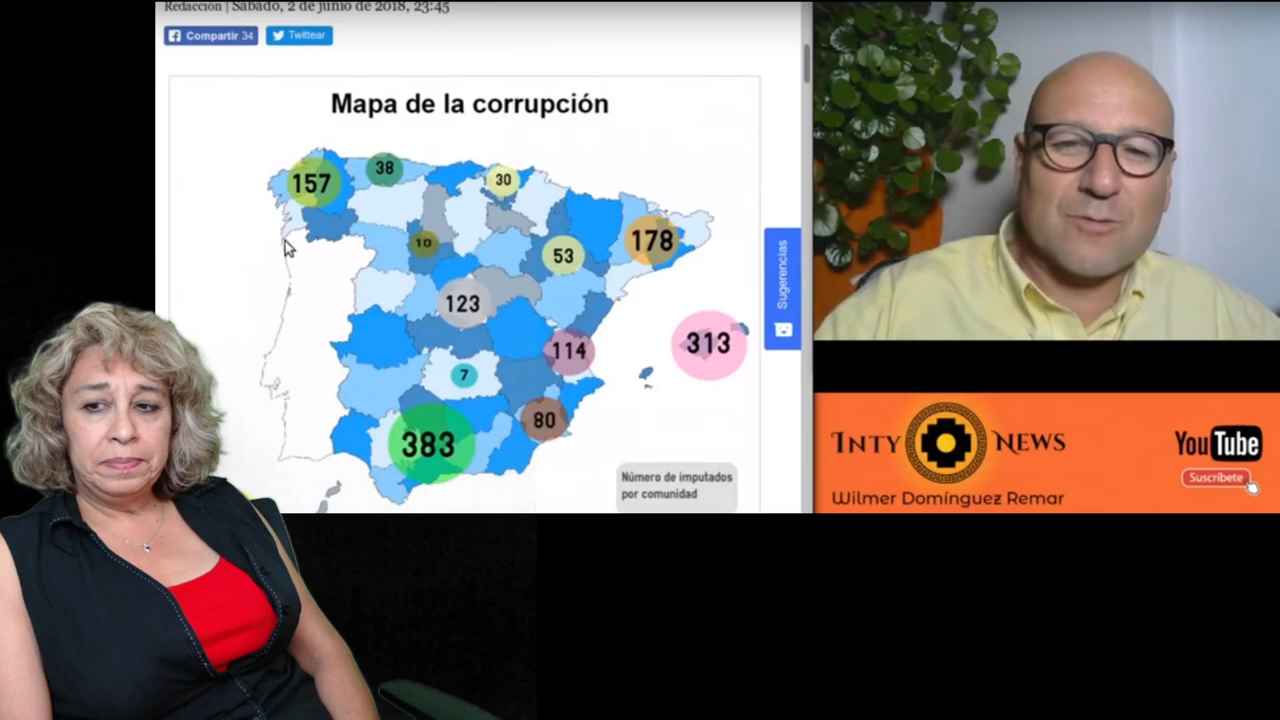 Redacción | Sábado, 2 de junio de 2018, 23:45
Compartir 34
Twittear
Mapa de la corrupción
157
38
30
10
53
178
123
313
114
7
80
383
Número de imputados
por comunidad
Sugerencias
INTY NEWS
Wilmer Domínguez Remar
YouTube
Suscríbete